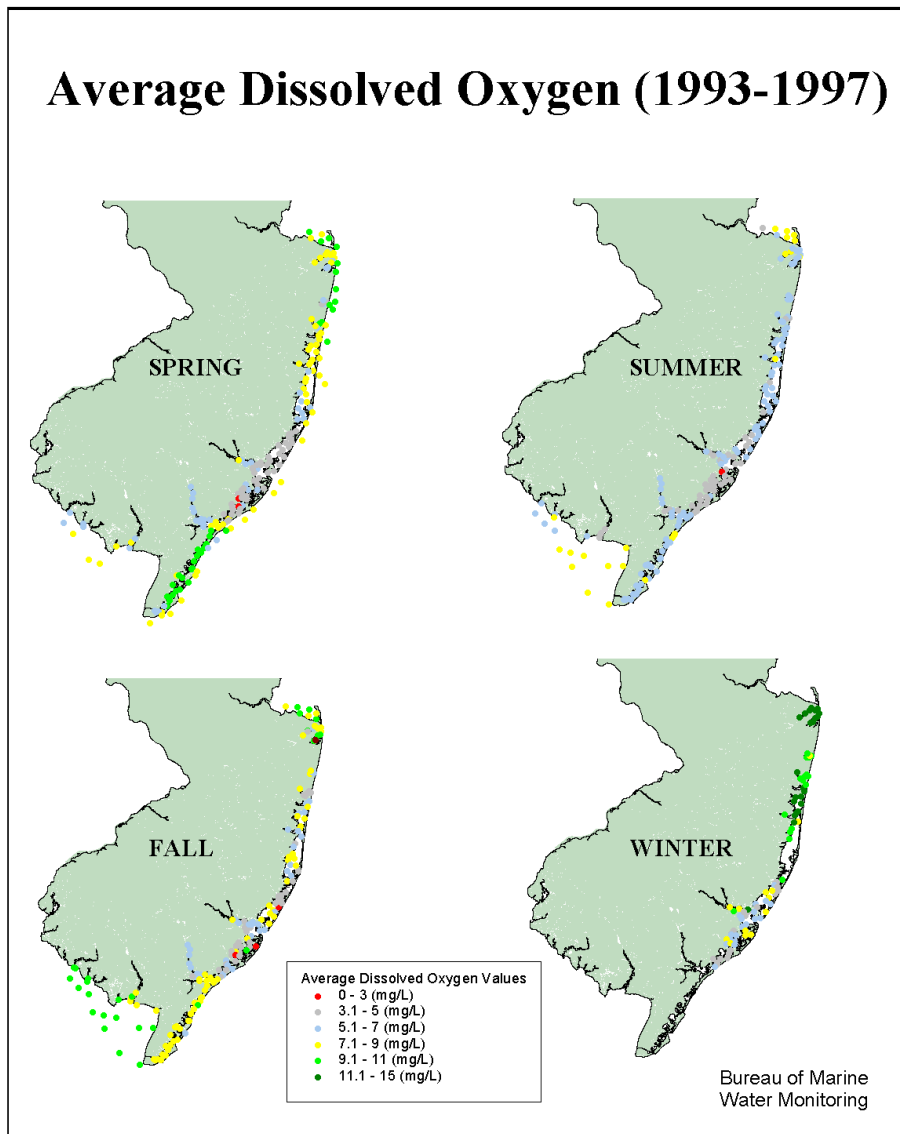 Average Dissolved Oxygen (1993-1997)
SPRING
SUMMER
FALL
WINTER
Average Dissolved Oxygen Values
0 - 3 (mg/L)
3.1 - 5 (mg/L)
5.1 - 7 (mg/L)
7.1 - 9 (mg/L)
9.1 - 11 (mg/L)
11.1 - 15 (mg/L)
Bureau of Marine
Water Monitoring